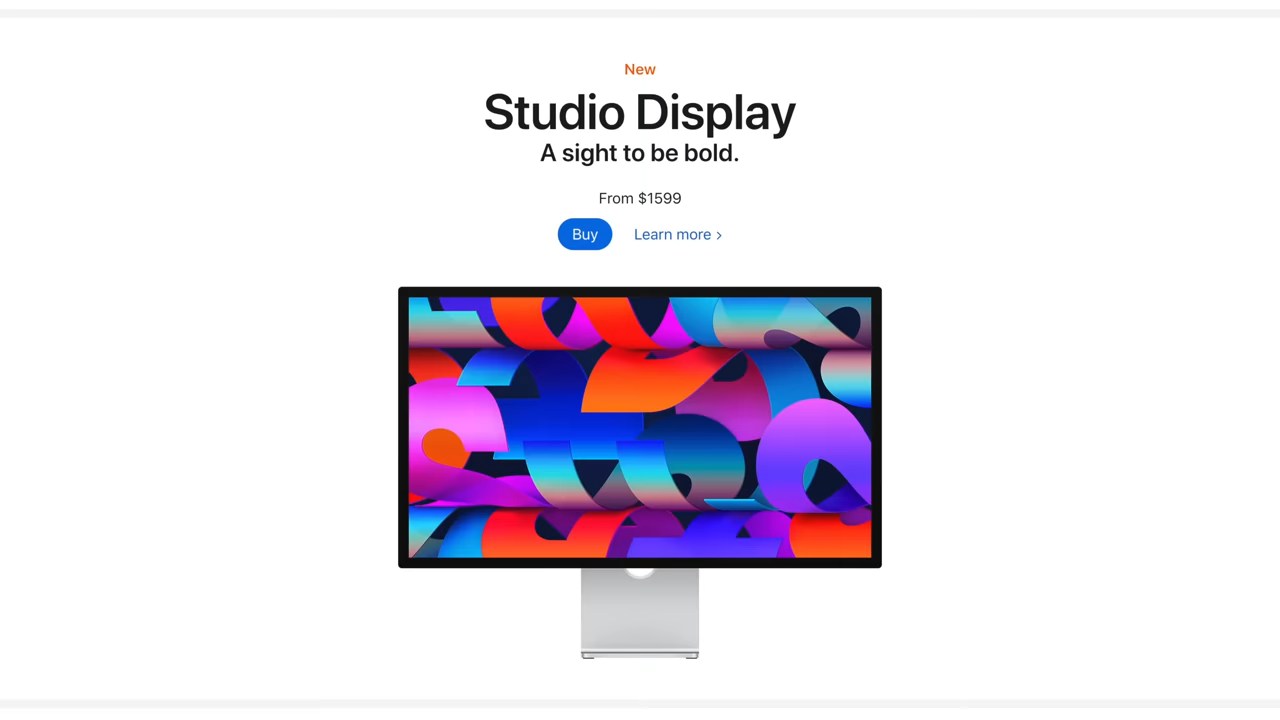 New
Studio Display
A sight to be bold.
From $1599
Buy
Learn more >